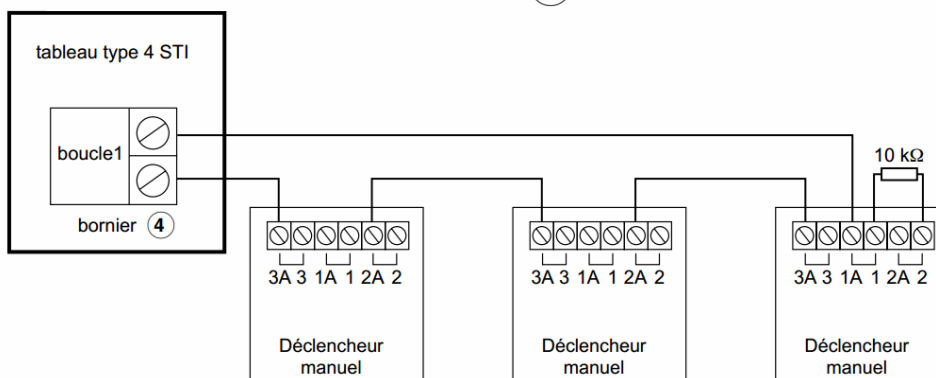 tableau type 4 STI
boucle1
bornier 4
10 kΩ
3A 3 1A 1 2A 2
3A 3 1A 1 2A 2
3A 3 1A 1 2A 2
Déclencheur
manuel
Déclencheur
manuel
Déclencheur
manuel